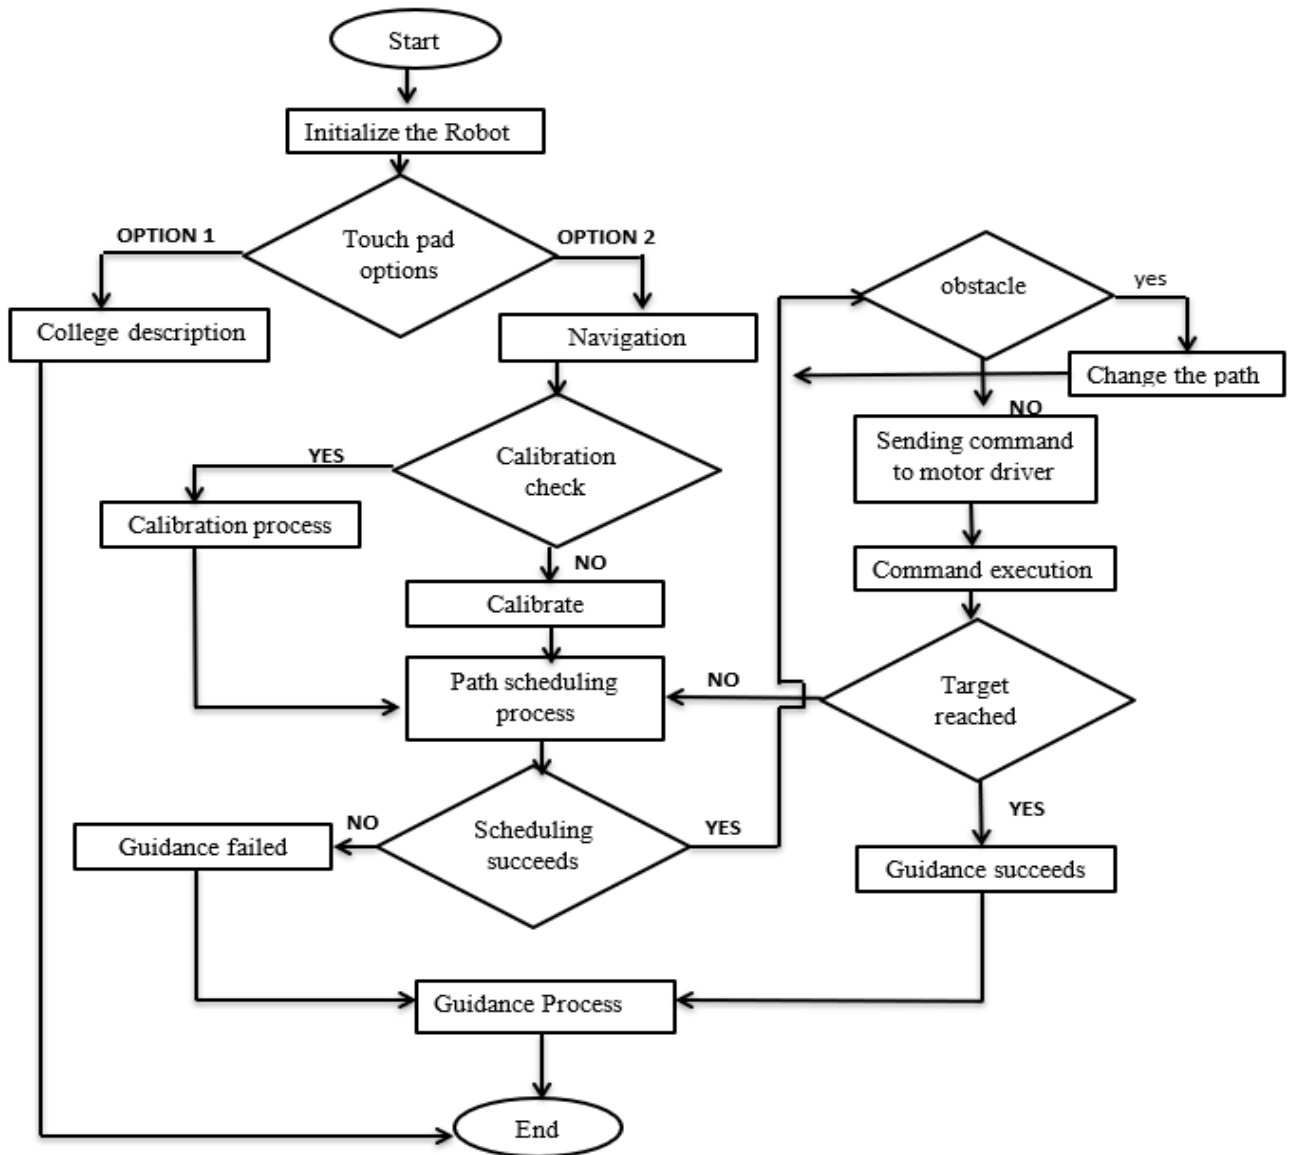 Start
Initialize the Robot
OPTION 1
Touch pad
options
OPTION 2
College description
Navigation
obstacle
yes
Change the path
NO
YES
Calibration
check
Calibration process
NO
Calibrate
Sending command
to motor driver
Command execution
Path scheduling
process
NO
Target
reached
YES
Guidance failed
NO
Scheduling
succeeds
YES
Guidance succeeds
Guidance Process
End